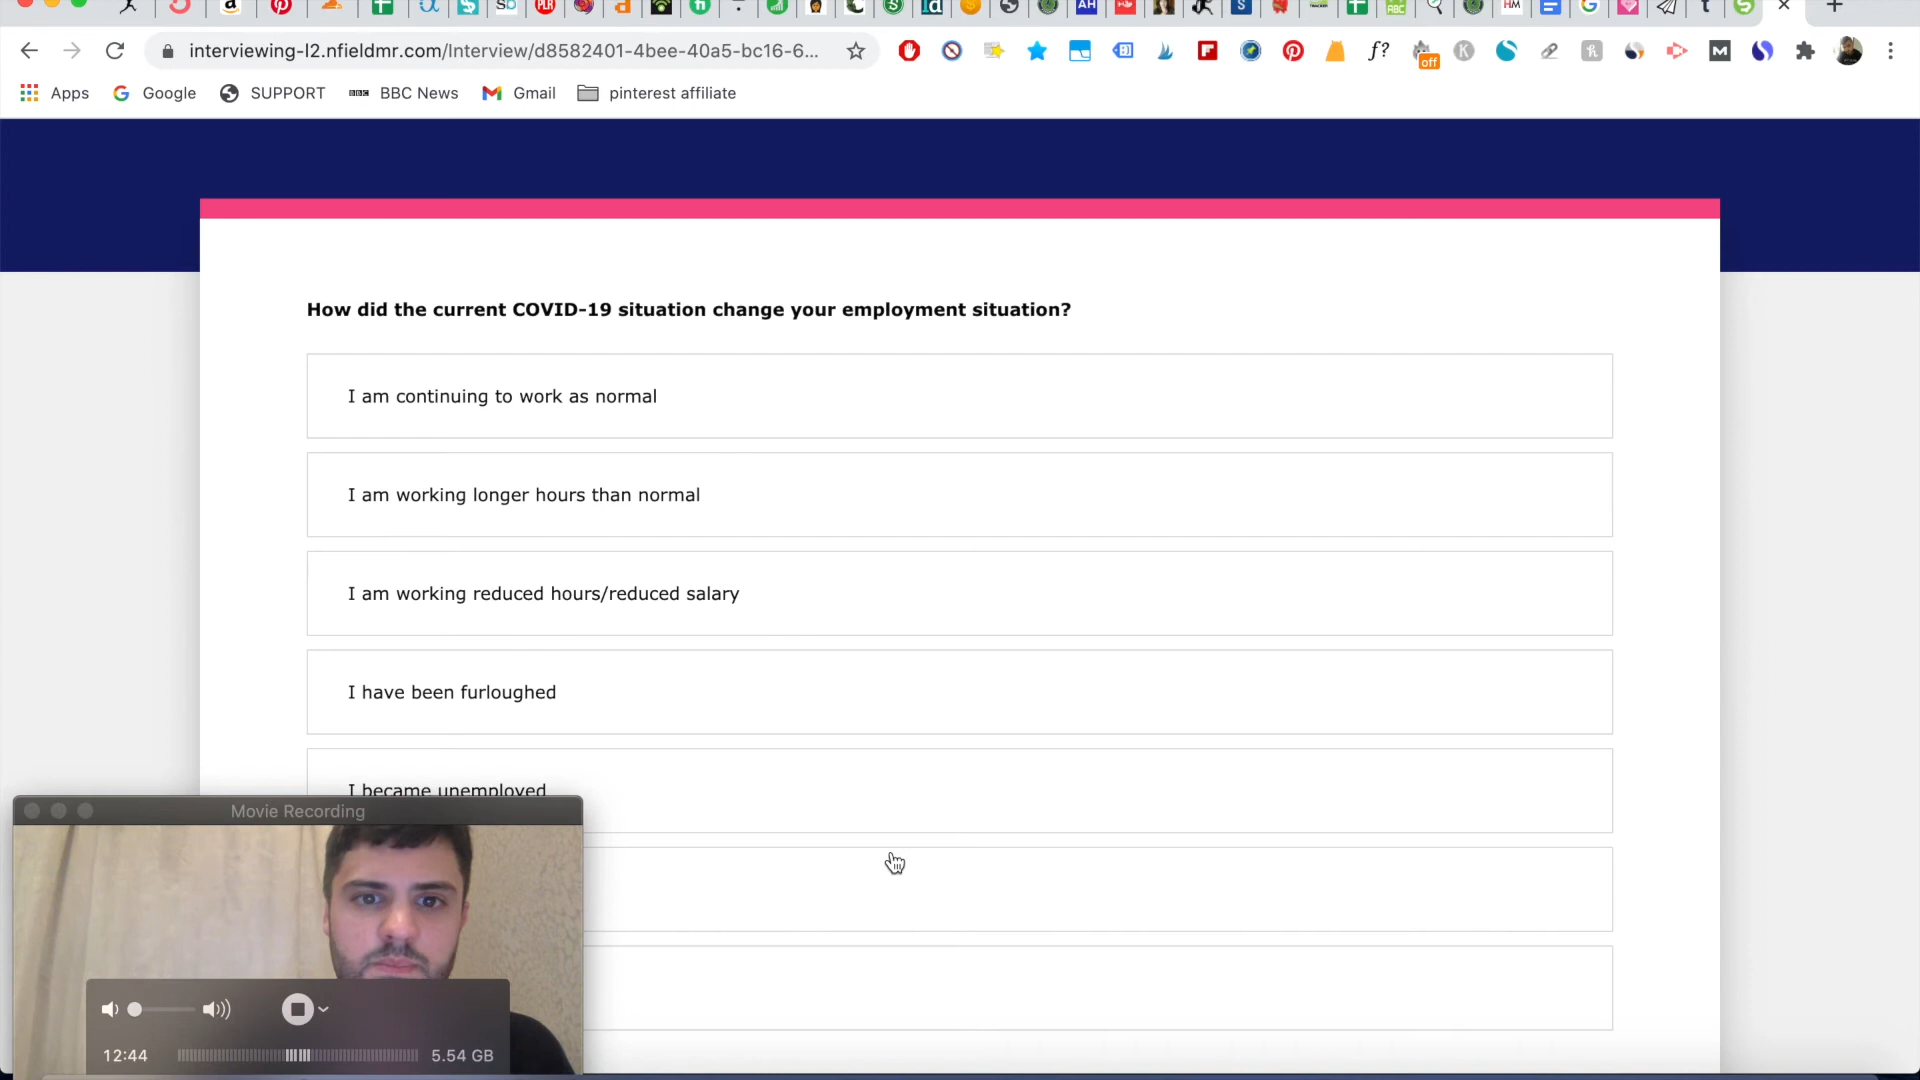 interviewing-l2.nfieldmr.com/Interview/d8582401-4bee-40a5-bc16-6...
Apps Google SUPPORT BBC News Gmail pinterest affiliate
How did the current COVID-19 situation change your employment situation?
I am continuing to work as normal
I am working longer hours than normal
I am working reduced hours/reduced salary
I have been furloughed
I became unemployed
Movie Recording
12:44 5.54 GB